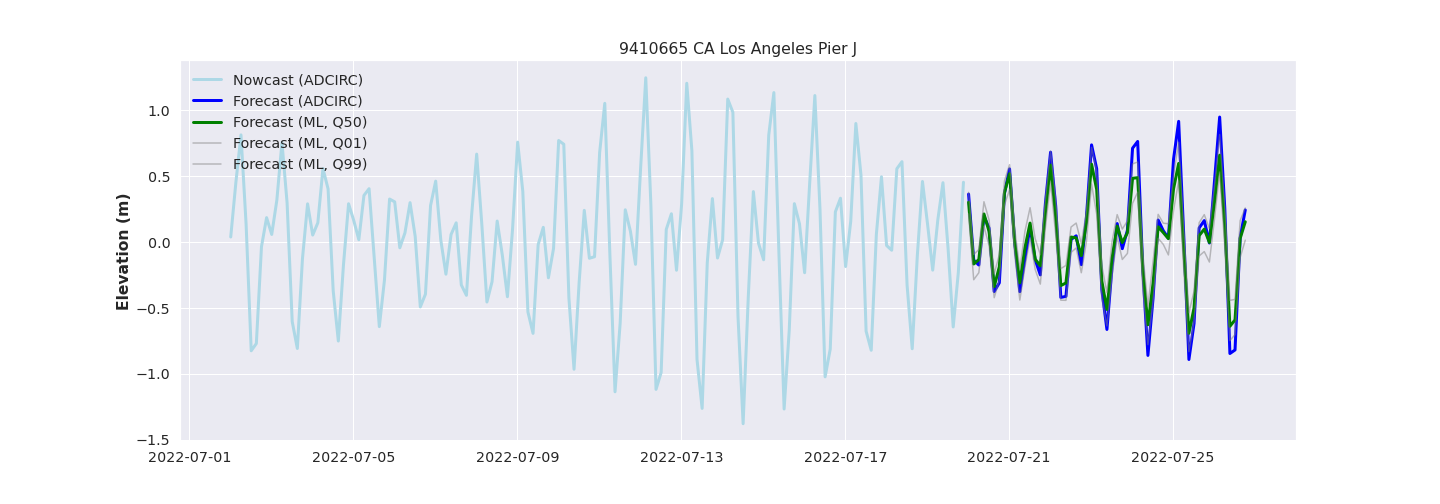 9410665 CA Los Angeles Pier J
Nowcast (ADCIRC)
Forecast (ADCIRC)
Forecast (ML, Q50)
Forecast (ML, Q01)
Forecast (ML, Q99)
Elevation (m)
1.0
0.5
0.0
−0.5
−1.0
−1.5
2022-07-01 2022-07-05 2022-07-09 2022-07-13 2022-07-17 2022-07-21 2022-07-25